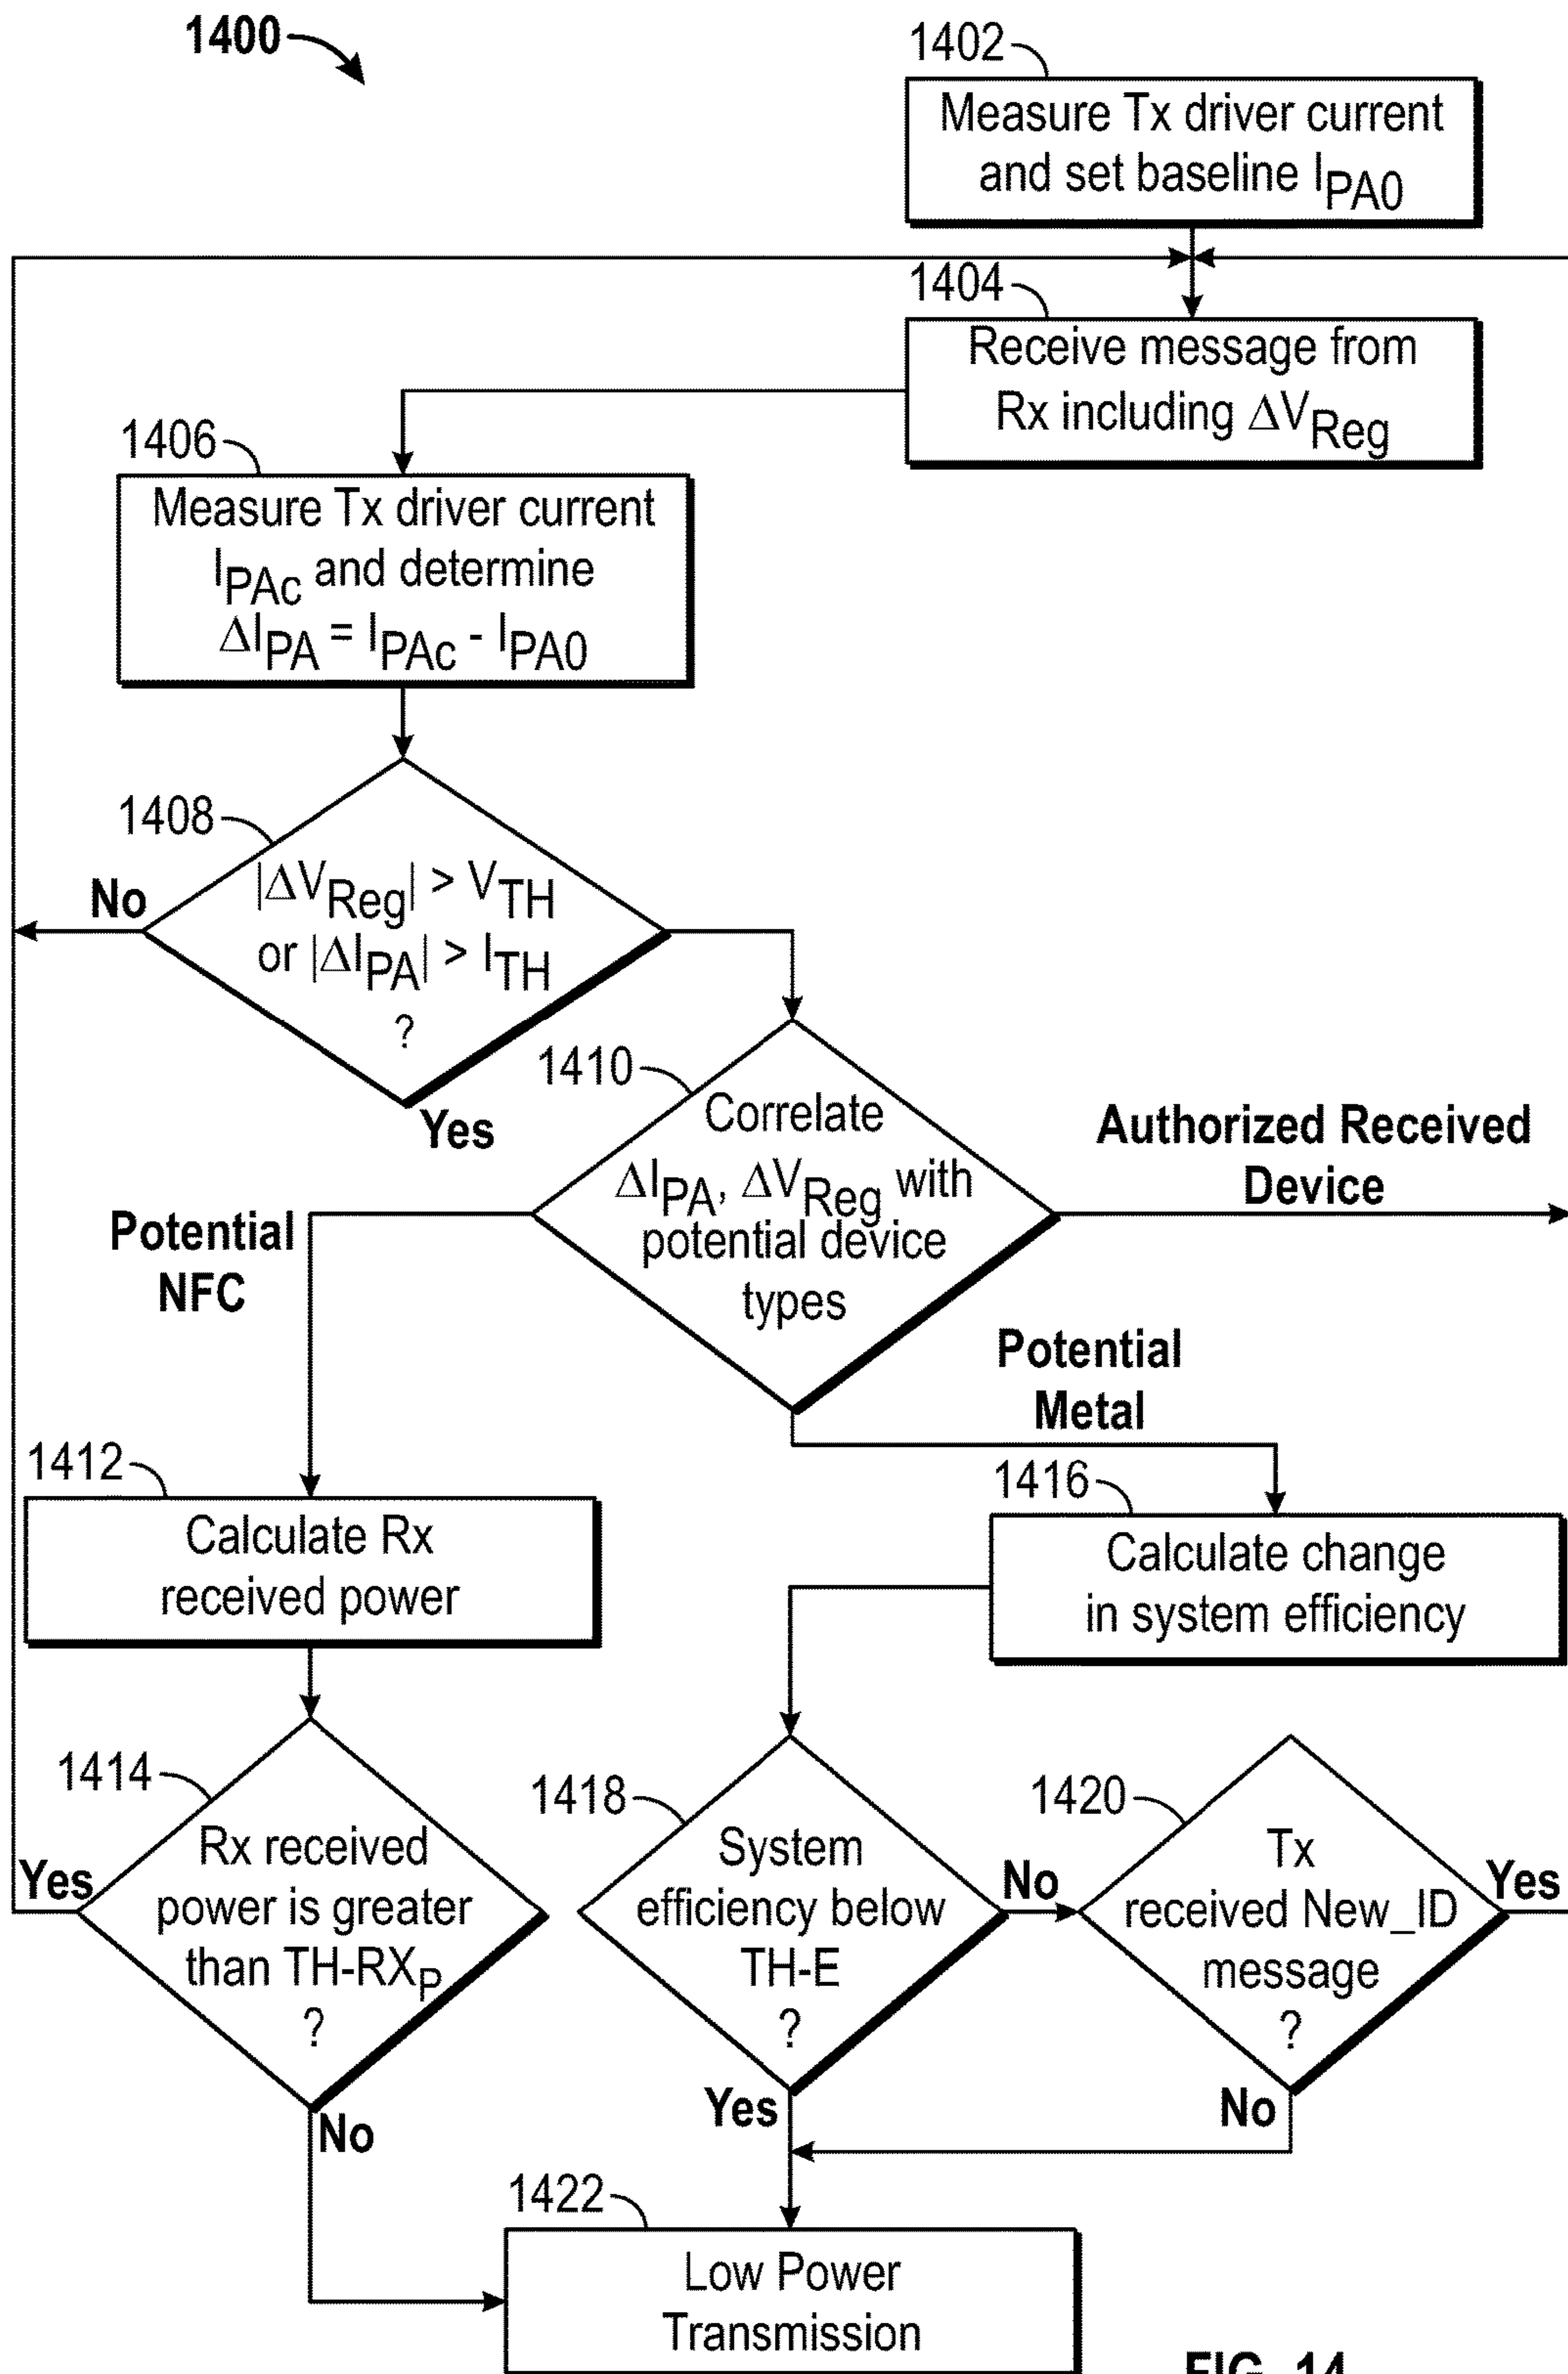 1400
1402
Measure Tx driver current
and set baseline IPA0
1404
Receive message from
Rx including ΔVReg
1406
Measure Tx driver current
IPAc and determine
ΔIPA = IPAc - IPA0
1408
|ΔVReg| > VTH
or |ΔIPA| > ITH
?
No
Yes
1410
Correlate
ΔIPA, ΔVReg with
potential device
types
Authorized Received
Device
Potential
NFC
Potential
Metal
1412
Calculate Rx
received power
1416
Calculate change
in system efficiency
1414
Rx received
power is greater
than TH-RXP
?
Yes
No
1418
System
efficiency below
TH-E
?
No
Yes
1420
Tx
received New_ID
message
?
Yes
No
1422
Low Power
Transmission
FIG. 14